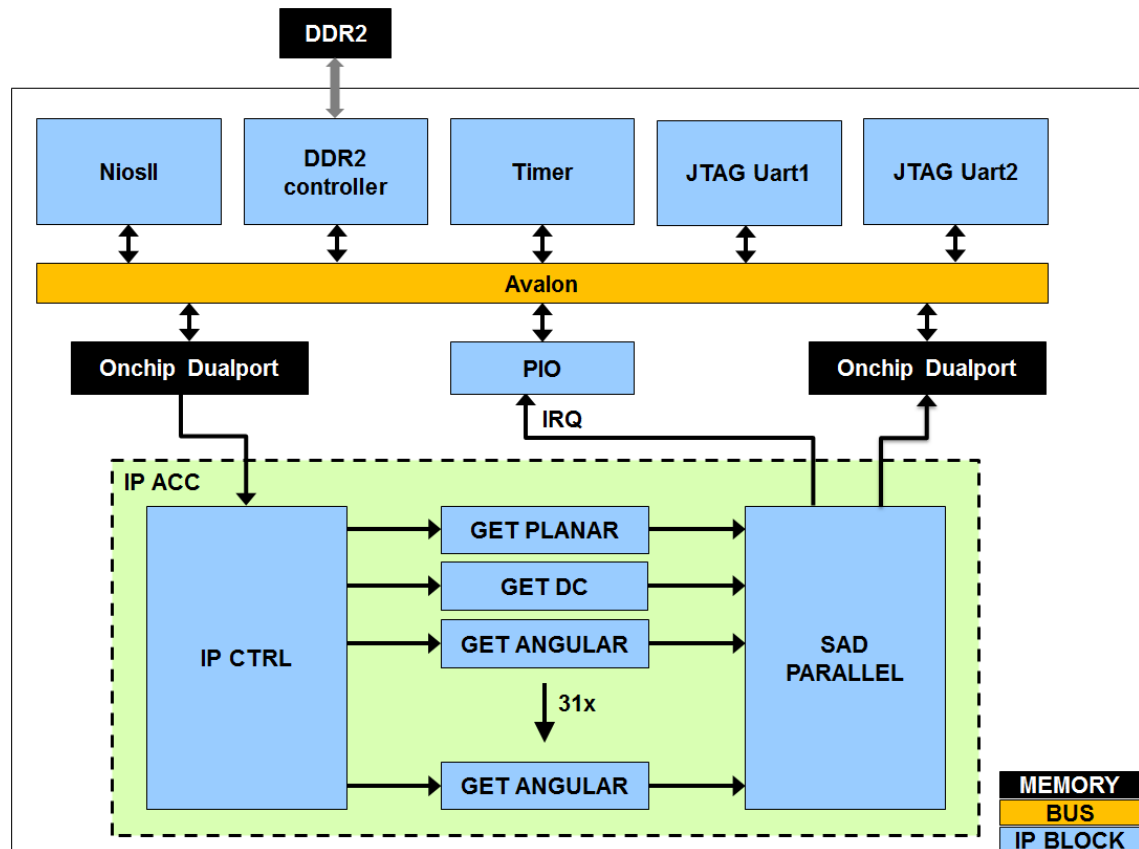 DDR2
NiosII
DDR2
controller
Timer
JTAG Uart1
JTAG Uart2
Avalon
Onchip Dualport
PIO
Onchip Dualport
IRQ
IP ACC
GET PLANAR
GET DC
GET ANGULAR
IP CTRL
SAD
PARALLEL
31x
GET ANGULAR
MEMORY
BUS
IP BLOCK